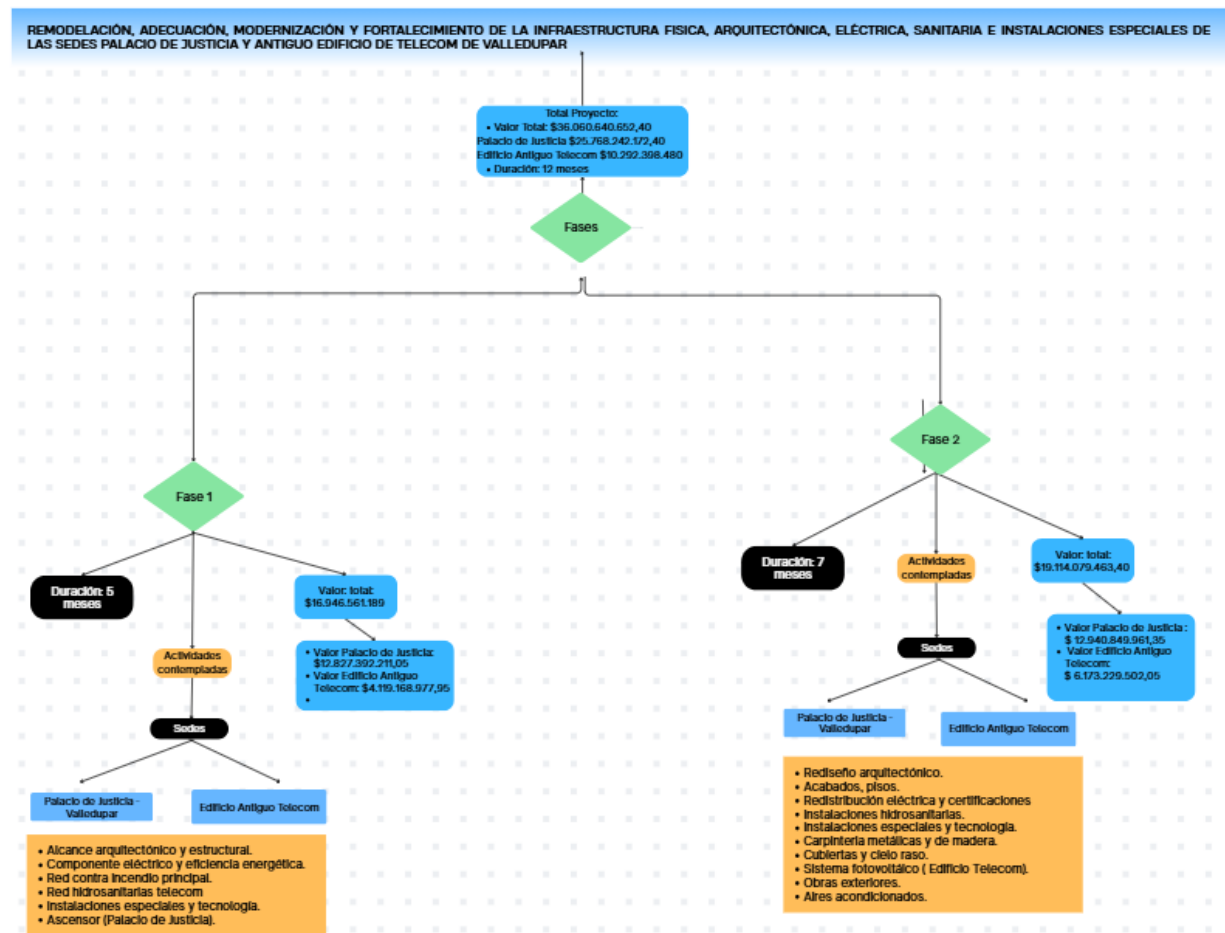 REMODELACIÓN, ADECUACIÓN, MODERNIZACIÓN Y FORTALECIMIENTO DE LA INFRAESTRUCTURA FISICA, ARQUITECTÓNICA, ELÉCTRICA, SANITARIA E INSTALACIONES ESPECIALES DE
LAS SEDES PALACIO DE JUSTICIA Y ANTIGUO EDIFICIO DE TELECOM DE VALLEDUPAR
Total Proyecto:
• Valor Total: $36.060.640.652,40
Palacio de Justicia $25.768.242.172,40
Edificio Antiguo Telecom $10.292.398.480
• Duración: 12 meses
Fases
Fase 1
Duración: 5
meses
Actividades
contempladas
Valor: total:
$16.946.561.189
• Valor Palacio de Justicia:
$12.827.392.211,05
• Valor Edificio Antiguo
Telecom: $4.119.168.977,95
•
Sedes
Palacio de Justicia -
Valledupar
Edificio Antiguo Telecom
• Alcance arquitectónico y estructural.
• Componente eléctrico y eficiencia energética.
• Red contra incendio principal.
• Red hidrosanitarias telecom
• Instalaciones especiales y tecnología.
• Ascensor (Palacio de Justicia).
Fase 2
Duración: 7
meses
Actividades
contempladas
Valor: total:
$19.114.079.463,40
• Valor Palacio de Justicia :
$ 12.940.849.961,35
• Valor Edificio Antiguo
Telecom:
$ 6.173.229.502,05
Sedes
Palacio de Justicia -
Valledupar
Edificio Antiguo Telecom
• Rediseño arquitectónico.
• Acabados, pisos.
• Redistribución eléctrica y certificaciones
• Instalaciones hidrosanitarias.
• Instalaciones especiales y tecnología.
• Carpintería metálicas y de madera.
• Cubiertas y cielo raso.
• Sistema fotovoltáico ( Edificio Telecom).
• Obras exteriores.
• Aires acondicionados.